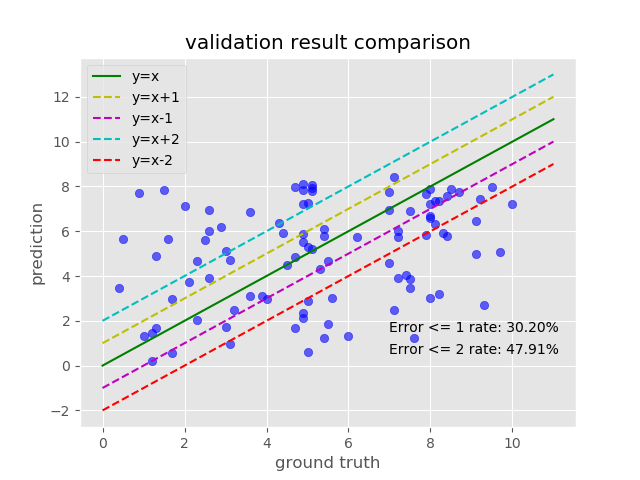 validation result comparison
y=x
y=x+1
y=x-1
y=x+2
y=x-2
12
10
8
6
4
2
0
−2
prediction
Error <= 1 rate: 30.20%
Error <= 2 rate: 47.91%
0 2 4 6 8 10
ground truth